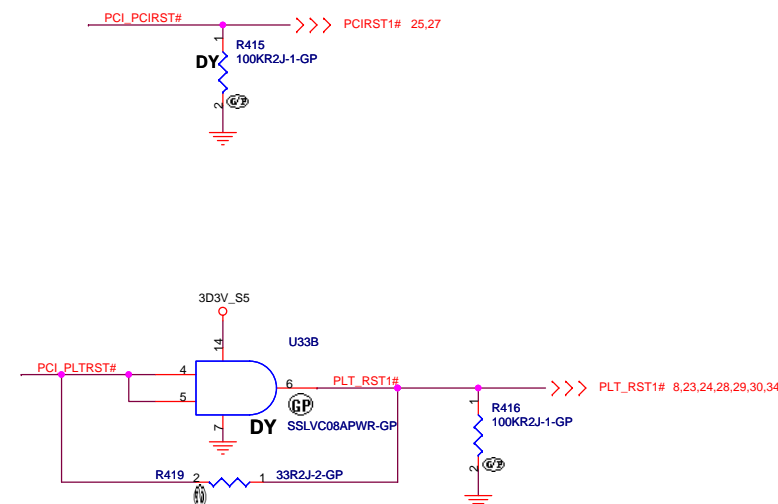 PCI_PCIRST#
PCIRST1# 25,27
1
R415
DY
100KR2J-1-GP
2
G/P
3D3V_S5
14
U33B
PCI_PLTRST#
4
5
6
PLT_RST1#
PLT_RST1# 8,23,24,28,29,30,34
GP
1
R416
7
DY
SSLVC08APWR-GP
100KR2J-1-GP
R419
2
1
33R2J-2-GP
2
G/P